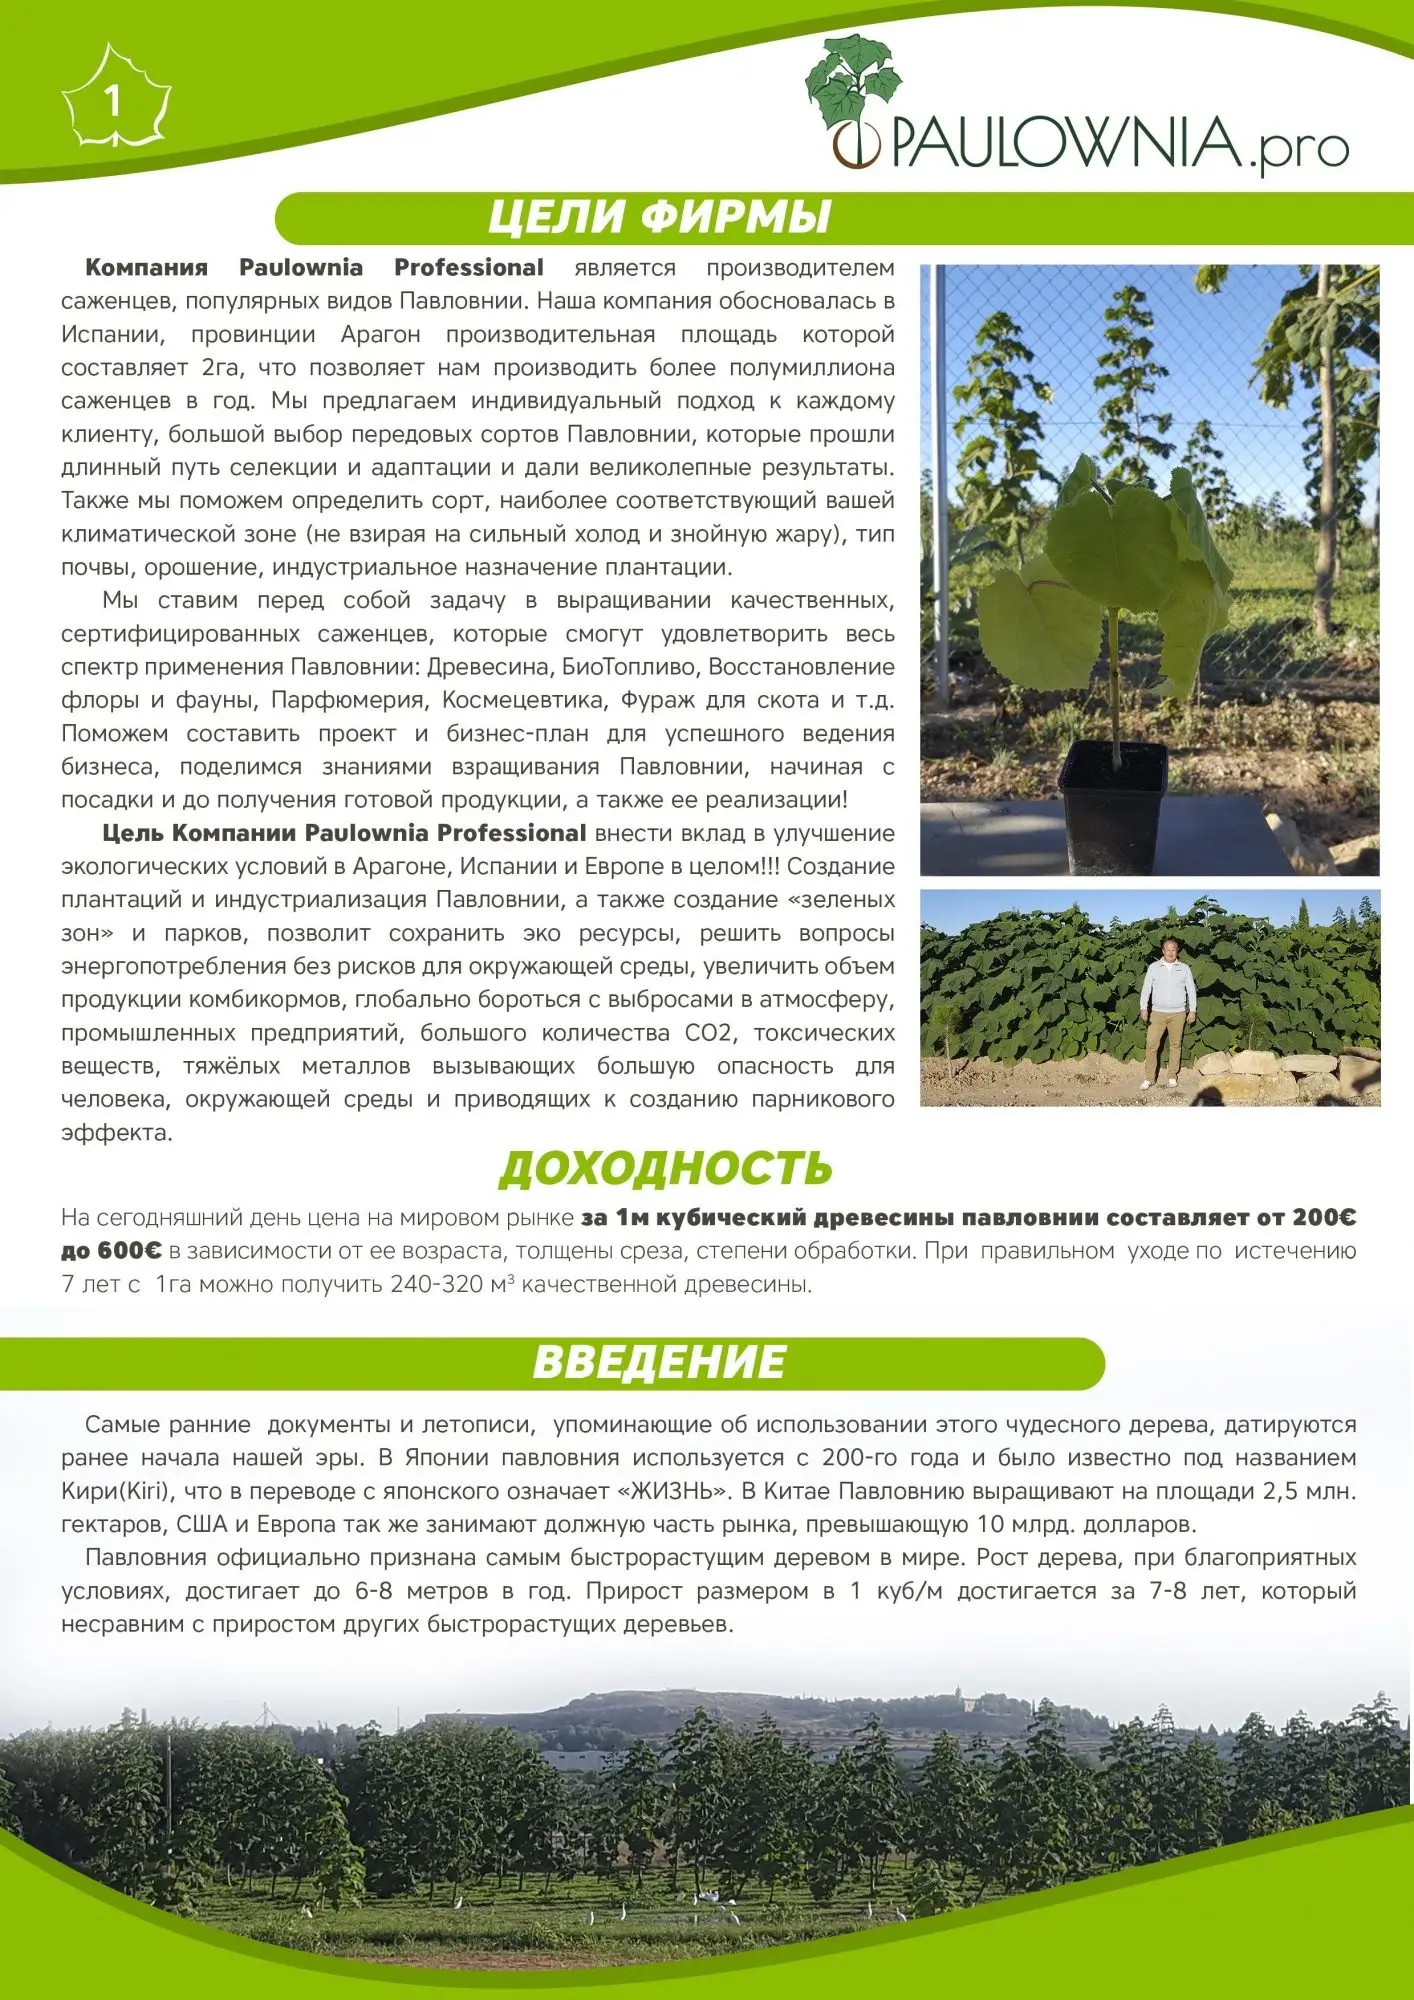 1
PAULOWNIA.pro
ЦЕЛИ ФИРМЫ
Компания Paulownia Professional является производителем
саженцев, популярных видов Павловнии. Наша компания обосновалась в
Испании, провинции Арагон производительная площадь которой
составляет 2га, что позволяет нам производить более полумиллиона
саженцев в год. Мы предлагаем индивидуальный подход к каждому
клиенту, большой выбор передовых сортов Павловнии, которые прошли
длинный путь селекции и адаптации и дали великолепные результаты.
Также мы поможем определить сорт, наиболее соответствующий вашей
климатической зоне (не взирая на сильный холод и знойную жару), тип
почвы, орошение, индустриальное назначение плантации.
Мы ставим перед собой задачу в выращивании качественных,
сертифицированных саженцев, которые смогут удовлетворить весь
спектр применения Павловнии: Древесина, БиоТопливо, Восстановление
флоры и фауны, Парфюмерия, Космецевтика, Фураж для скота и т.д.
Поможем составить проект и бизнес-план для успешного ведения
бизнеса, поделимся знаниями взращивания Павловнии, начиная с
посадки и до получения готовой продукции, а также ее реализации!
Цель Компании Paulownia Professional внести вклад в улучшение
экологических условий в Арагоне, Испании и Европе в целом!!! Создание
плантаций и индустриализация Павловнии, а также создание «зеленых
зон» и парков, позволит сохранить эко ресурсы, решить вопросы
энергопотребления без рисков для окружающей среды, увеличить объем
продукции комбикормов, глобально бороться с выбросами в атмосферу,
промышленных предприятий, большого количества СО2, токсических
веществ, тяжёлых металлов вызывающих большую опасность для
человека, окружающей среды и приводящих к созданию парникового
эффекта.
ДОХОДНОСТЬ
На сегодняшний день цена на мировом рынке за 1м кубический древесины павловнии составляет от 200€
до 600€ в зависимости от ее возраста, толщены среза, степени обработки. При правильном уходе по истечению
7 лет с 1га можно получить 240-320 м³ качественной древесины.
ВВЕДЕНИЕ
Самые ранние документы и летописи, упоминающие об использовании этого чудесного дерева, датируются
ранее начала нашей эры. В Японии павловния используется с 200-го года и было известно под названием
Кири(Kiri), что в переводе с японского означает «ЖИЗНЬ». В Китае Павловнию выращивают на площади 2,5 млн.
гектаров, США и Европа так же занимают должную часть рынка, превышающую 10 млрд. долларов.
Павловния официально признана самым быстрорастущим деревом в мире. Рост дерева, при благоприятных
условиях, достигает до 6-8 метров в год. Прирост размером в 1 куб/м достигается за 7-8 лет, который
несравним с приростом других быстрорастущих деревьев.